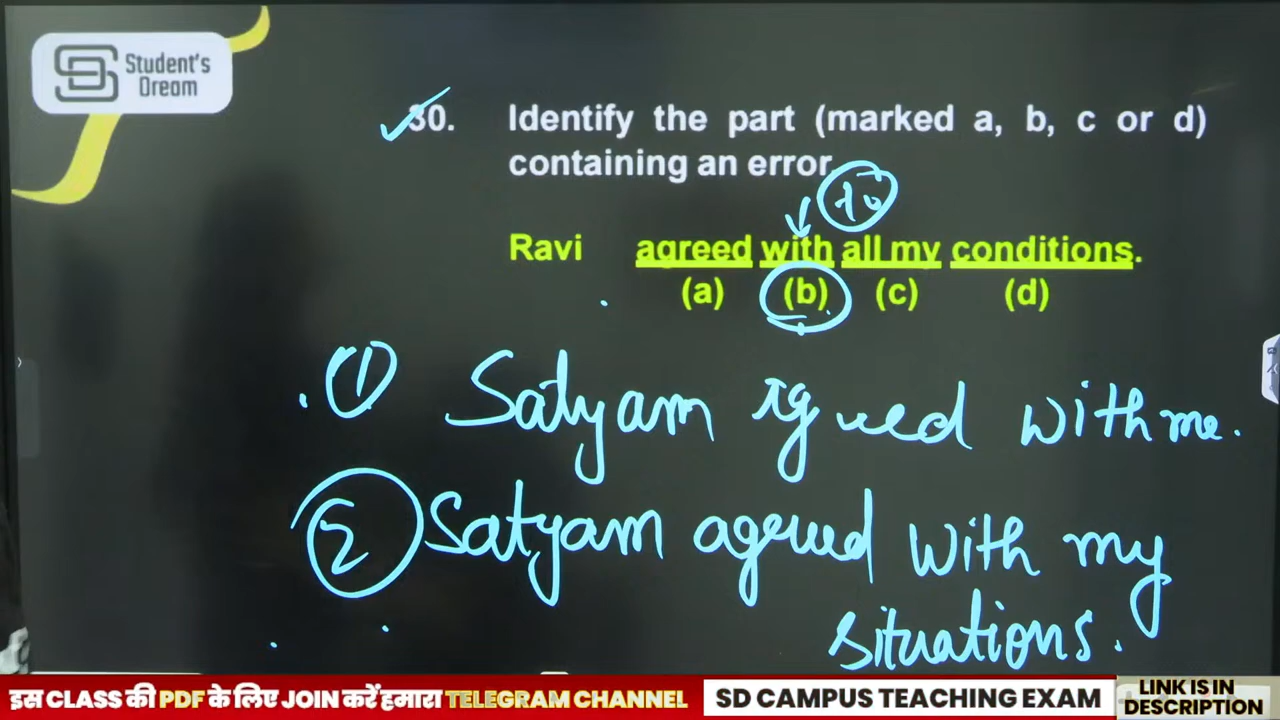 Student's
Dream
30. Identify the part (marked a, b, c or d)
containing an error.
to
Ravi agreed with all my conditions.
(a) (b) (c) (d)
① Satyam agreed with me.
② Satyam agreed with my
situations.
इस CLASS की PDF के लिए JOIN करें हमारा TELEGRAM CHANNEL
SD CAMPUS TEACHING EXAM
LINK IS IN
DESCRIPTION